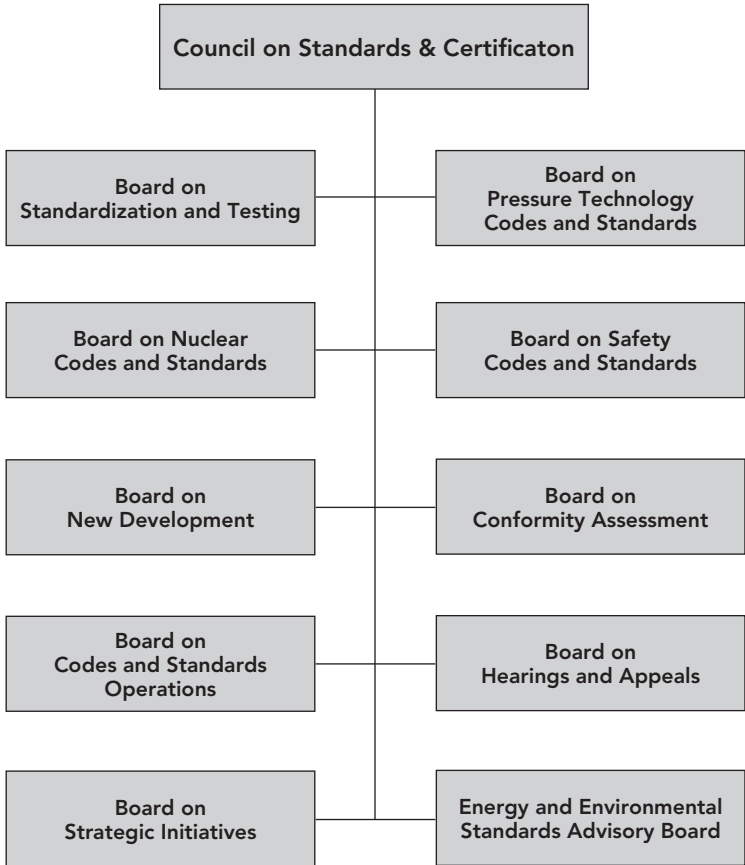 Council on Standards & Certificaton
Board on
Standardization and Testing
Board on
Pressure Technology
Codes and Standards
Board on Nuclear
Codes and Standards
Board on Safety
Codes and Standards
Board on
New Development
Board on
Conformity Assessment
Board on
Codes and Standards
Operations
Board on
Hearings and Appeals
Board on
Strategic Initiatives
Energy and Environmental
Standards Advisory Board